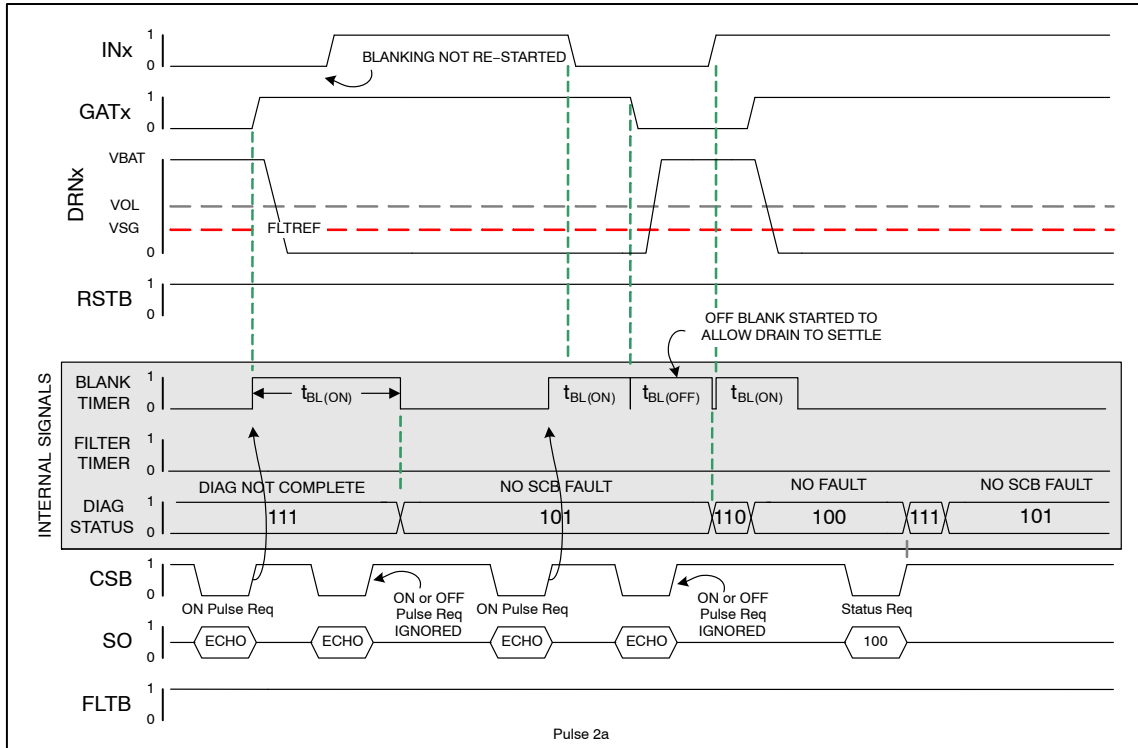 INx
1
0
BLANKING NOT RE−STARTED
GATx
1
0
DRNx
VBAT
VOL
VSG
0
FLTREF
RSTB
1
0
OFF BLANK STARTED TO
ALLOW DRAIN TO SETTLE
INTERNAL SIGNALS
BLANK
TIMER
1
0
tBL(ON)
tBL(ON)
tBL(OFF)
tBL(ON)
FILTER
TIMER
1
0
DIAG NOT COMPLETE
NO SCB FAULT
NO FAULT
NO SCB FAULT
DIAG
STATUS
1
0
111
101
110
100
111
101
CSB
1
0
ON Pulse Req
ON or OFF
Pulse Req
IGNORED
ON Pulse Req
ON or OFF
Pulse Req
IGNORED
Status Req
SO
1
0
ECHO
ECHO
ECHO
ECHO
100
FLTB
1
0
Pulse 2a